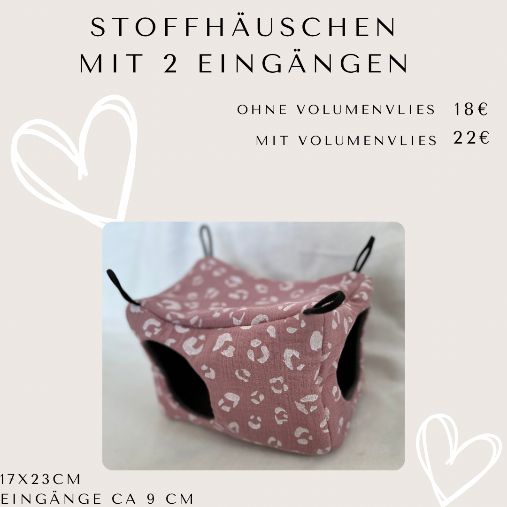 STOFFHÄUSCHEN
MIT 2 EINGÄNGEN
OHNE VOLUMENVLIES 18€
MIT VOLUMENVLIES 22€
17X23CM
EINGÄNGE CA 9 CM